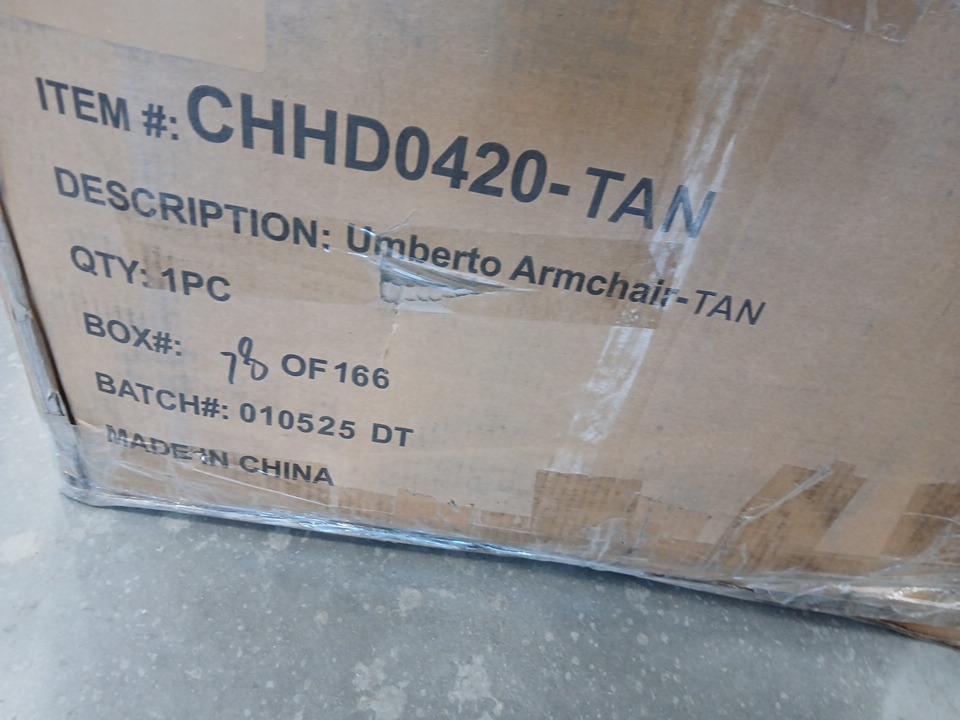 ITEM #: CHHD0420-TAN
DESCRIPTION: Umberto Armchair-TAN
QTY: 1PC
BOX#: 78 OF 166
BATCH#: 010525 DT
MADE IN CHINA